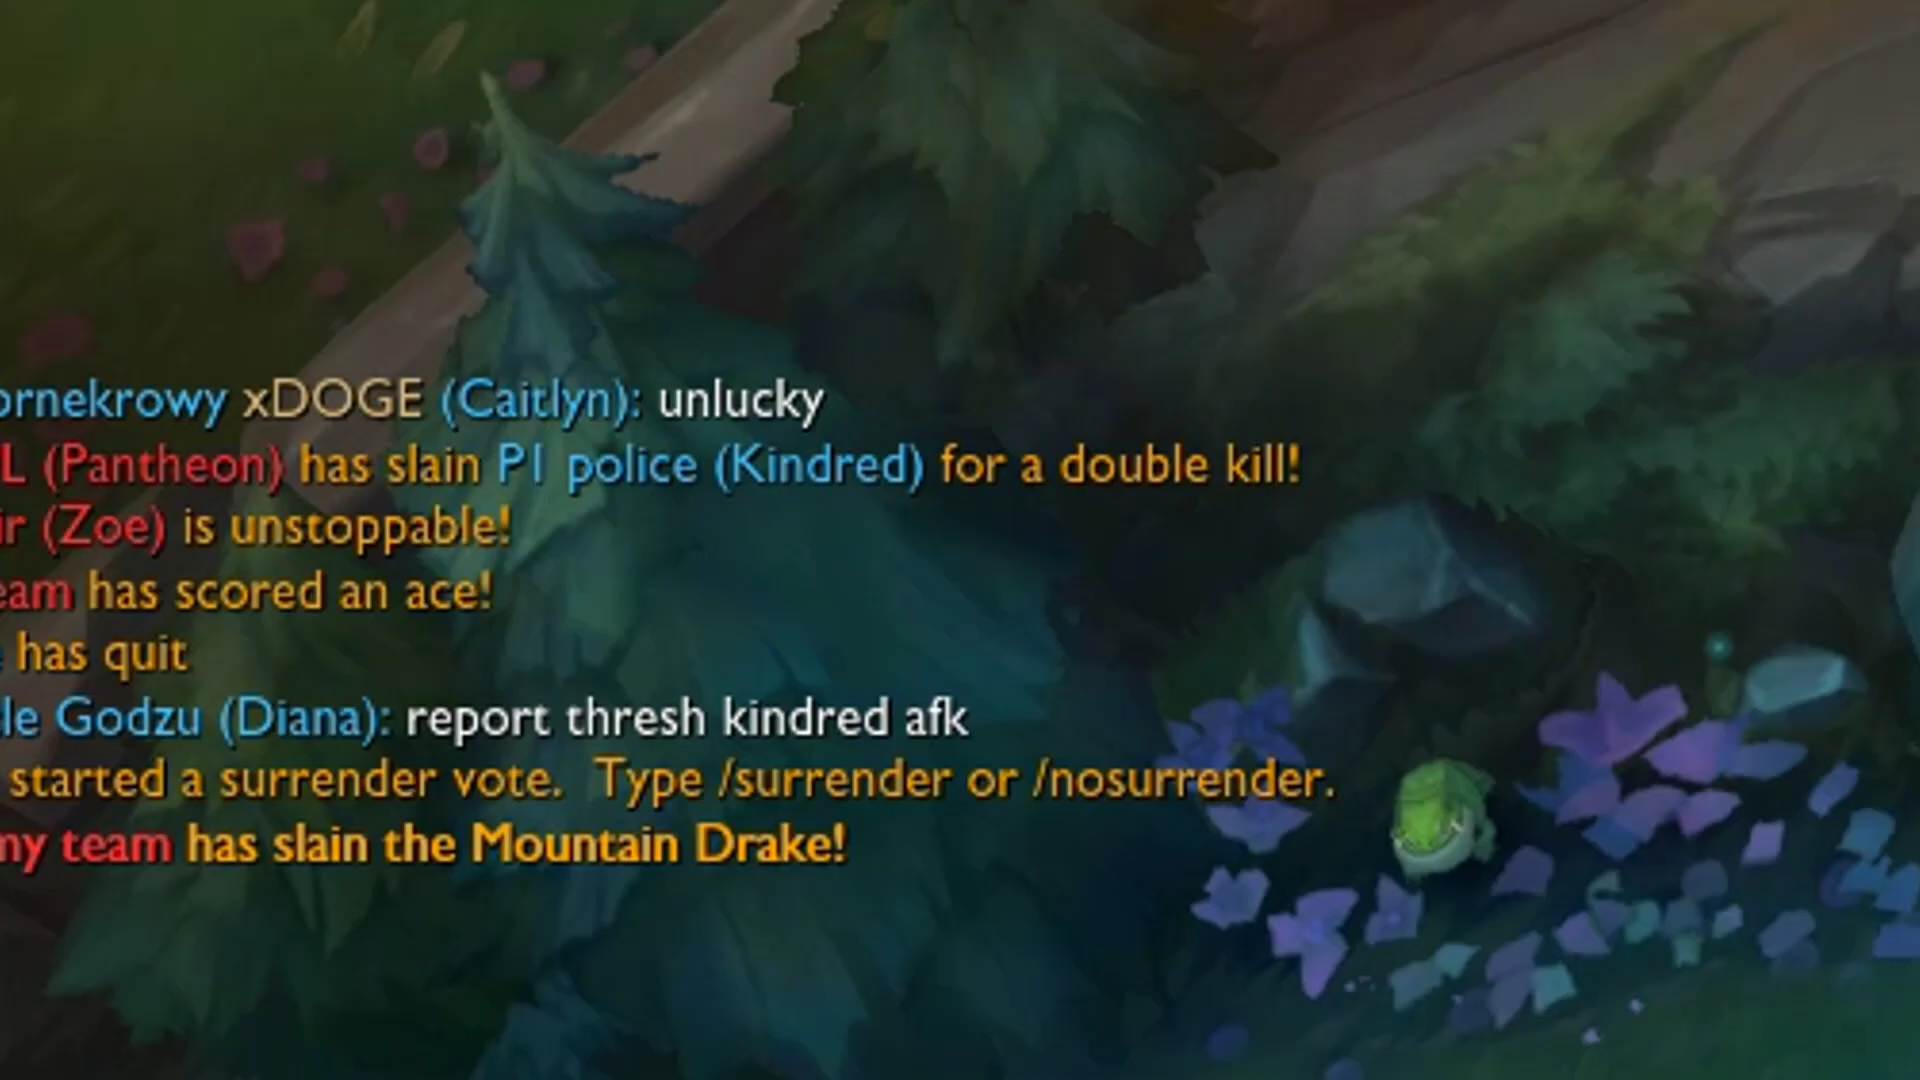 ornekrowy xDOGE (Caitlyn): unlucky
L (Pantheon) has slain P1 police (Kindred) for a double kill!
ir (Zoe) is unstoppable!
eam has scored an ace!
has quit
le Godzu (Diana): report thresh kindred afk
started a surrender vote. Type /surrender or /nosurrender.
my team has slain the Mountain Drake!